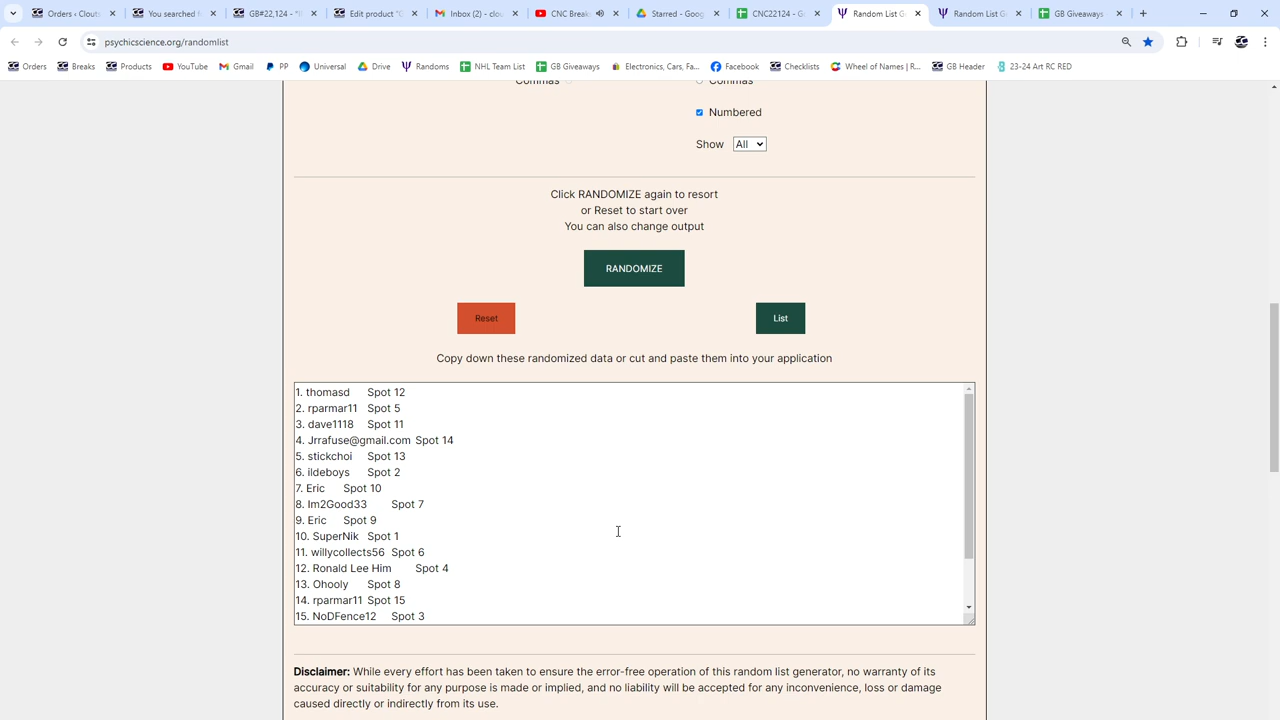 Orders ‹ Clout
You searched fo
GB#22,124 - *(
Edit product "G
Inbox (2) - clou
CNC Break
Starred - Goog
CNC22124 - Go
Random List G
Random List G
GB Giveaways
psychicscience.org/randomlist
Orders
Breaks
Products
YouTube
Gmail
PP
Universal
Drive
Randoms
NHL Team List
GB Giveaways
Electronics, Cars, Fa...
Facebook
Checklists
Wheel of Names | R...
GB Header
23-24 Art RC RED
Commas
Commas
Numbered
Show All
Click RANDOMIZE again to resort
or Reset to start over
You can also change output
RANDOMIZE
Reset
List
Copy down these randomized data or cut and paste them into your application
1. thomasd Spot 12
2. rparmar11 Spot 5
3. dave1118 Spot 11
4. Jrrafuse@gmail.com Spot 14
5. stickchoi Spot 13
6. ildeboys Spot 2
7. Eric Spot 10
8. Im2Good33 Spot 7
9. Eric Spot 9
10. SuperNik Spot 1
11. willycollects56 Spot 6
12. Ronald Lee Him Spot 4
13. Ohooly Spot 8
14. rparmar11 Spot 15
15. NoDFence12 Spot 3
Disclaimer: While every effort has been taken to ensure the error-free operation of this random list generator, no warranty of its
accuracy or suitability for any purpose is made or implied, and no liability will be accepted for any inconvenience, loss or damage
caused directly or indirectly from its use.